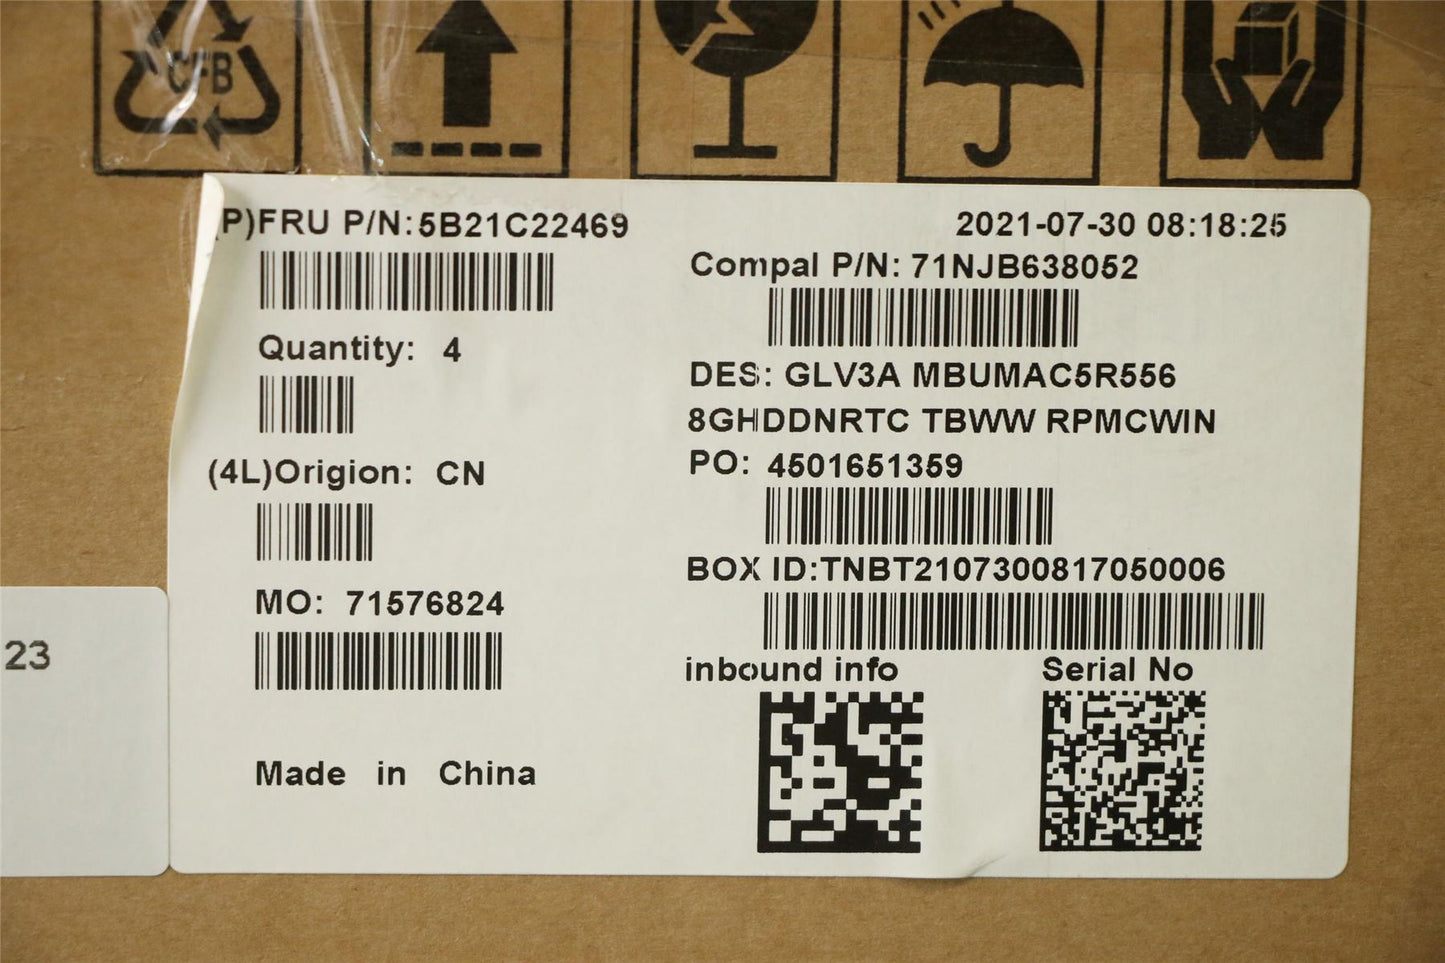 CFB
(P)FRU P/N:5B21C22469
2021-07-30 08:18:25
Compal P/N: 71NJB638052
Quantity: 4
DES: GLV3A MBUMAC5R556
8GHDDNRTC TBWW RPMCWIN
(4L)Origion: CN
PO: 4501651359
BOX ID:TNBT2107300817050006
MO: 71576824
inbound info
Serial No
Made in China
23